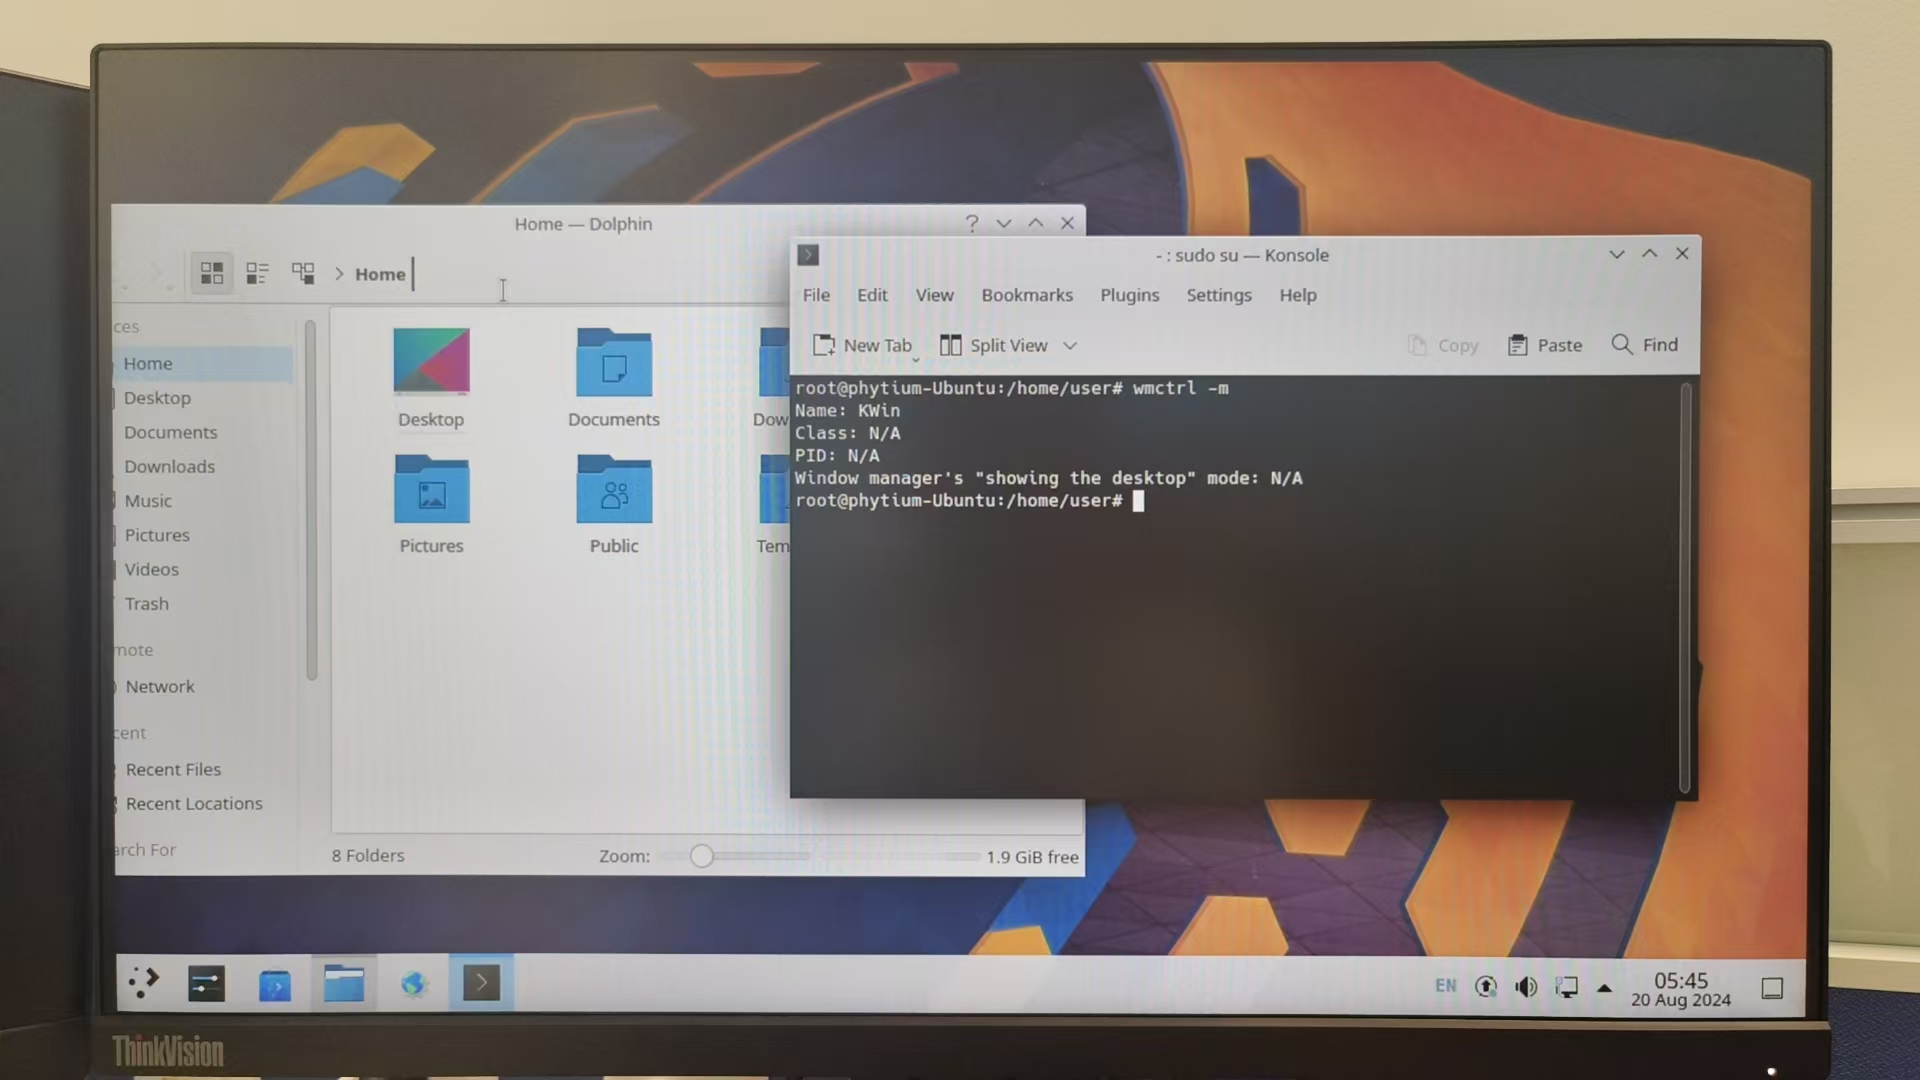 Home — Dolphin
Home
ces
Home
Desktop
Documents
Downloads
Music
Pictures
Videos
Trash
mote
Network
cent
Recent Files
Recent Locations
arch For
Desktop
Documents
Dow
Pictures
Public
Tem
8 Folders
Zoom:
1.9 GiB free
- : sudo su — Konsole
File Edit View Bookmarks Plugins Settings Help
New Tab Split View Copy Paste Find
root@phytium-Ubuntu:/home/user# wmctrl -m
Name: KWin
Class: N/A
PID: N/A
Window manager's "showing the desktop" mode: N/A
root@phytium-Ubuntu:/home/user#
EN
05:45
20 Aug 2024
ThinkVision